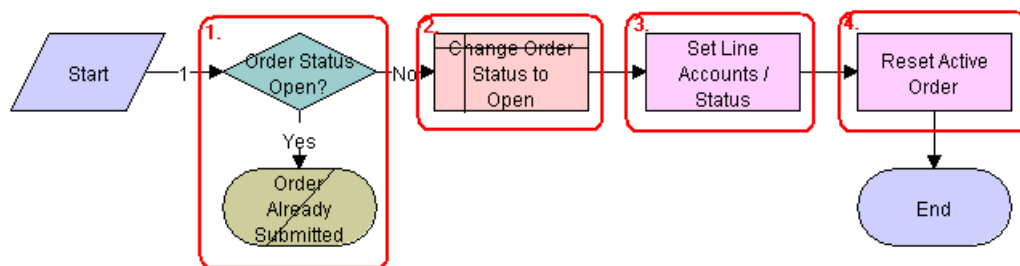 1.
2.
3.
4.
Start
1
Order Status
Open?
No
Change Order
Status to
Open
Set Line
Accounts /
Status
Reset Active
Order
Yes
Order
Already
Submitted
End